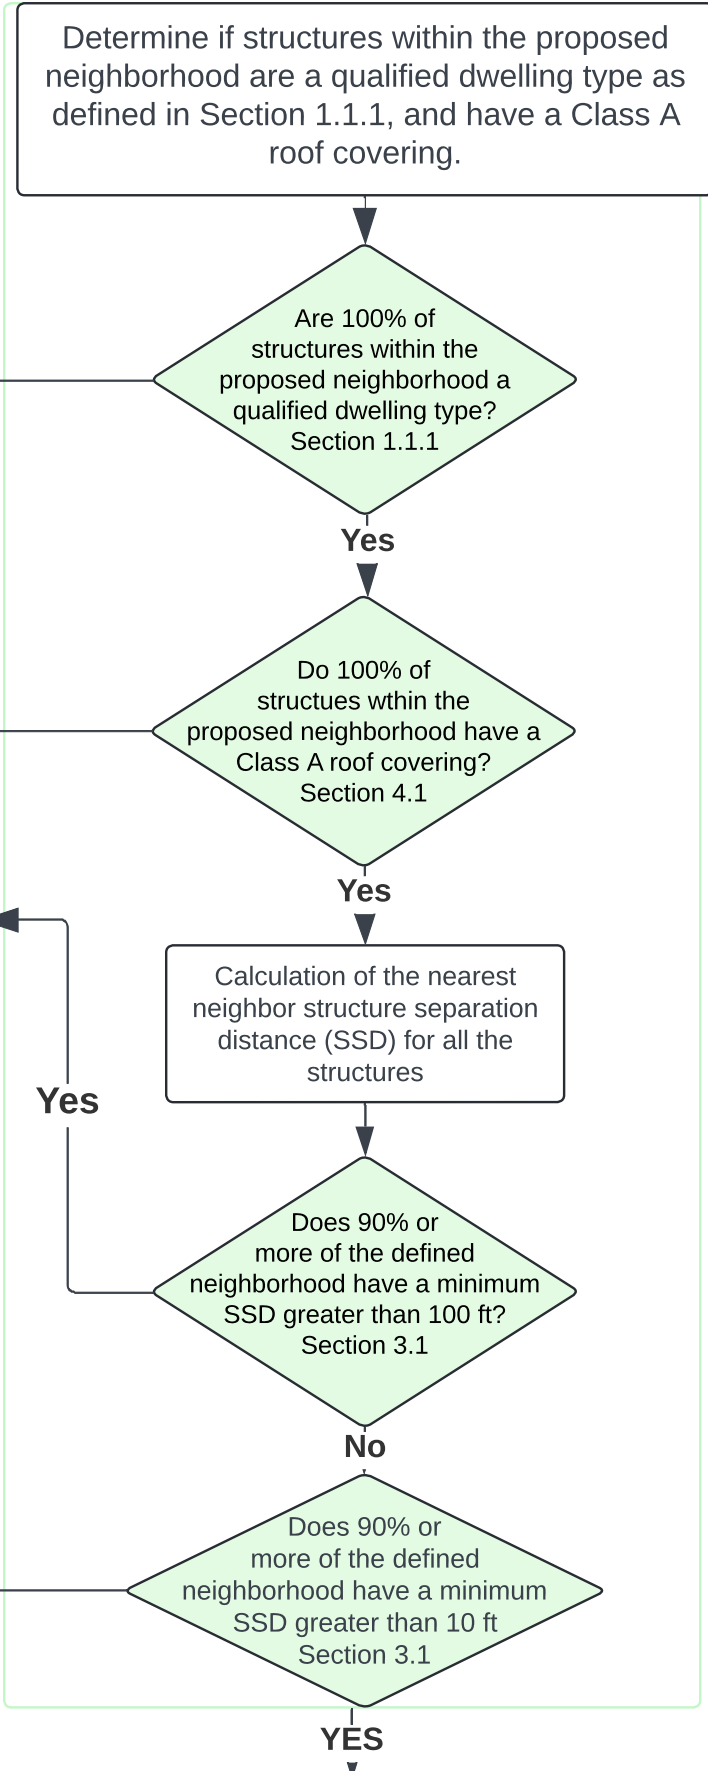 Determine if structures within the proposed
neighborhood are a qualified dwelling type as
defined in Section 1.1.1, and have a Class A
roof covering.
Are 100% of
structures within the
proposed neighborhood a
qualified dwelling type?
Section 1.1.1
Yes
Do 100% of
structues wthin the
proposed neighborhood have a
Class A roof covering?
Section 4.1
Yes
Calculation of the nearest
neighbor structure separation
distance (SSD) for all the
structures
Yes
Does 90% or
more of the defined
neighborhood have a minimum
SSD greater than 100 ft?
Section 3.1
No
Does 90% or
more of the defined
neighborhood have a minimum
SSD greater than 10 ft
Section 3.1
YES